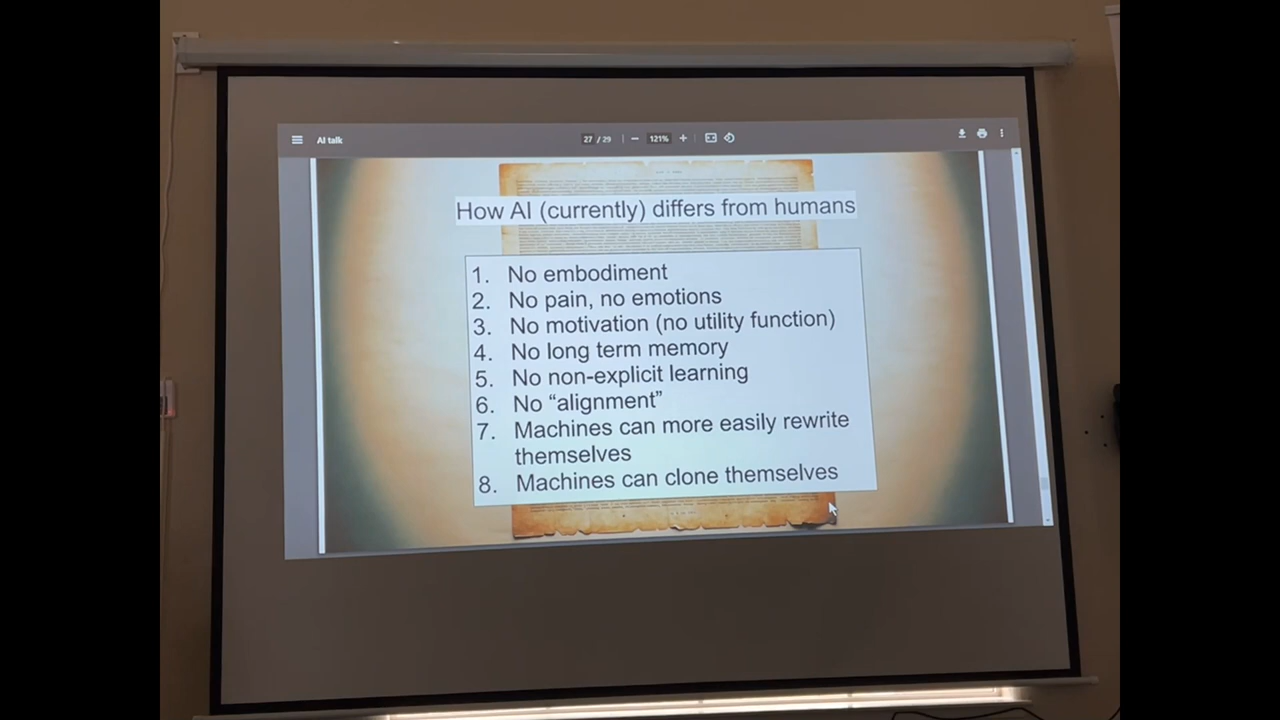 AI talk
27 / 29
121%
How AI (currently) differs from humans
1. No embodiment
2. No pain, no emotions
3. No motivation (no utility function)
4. No long term memory
5. No non-explicit learning
6. No “alignment”
7. Machines can more easily rewrite
themselves
8. Machines can clone themselves